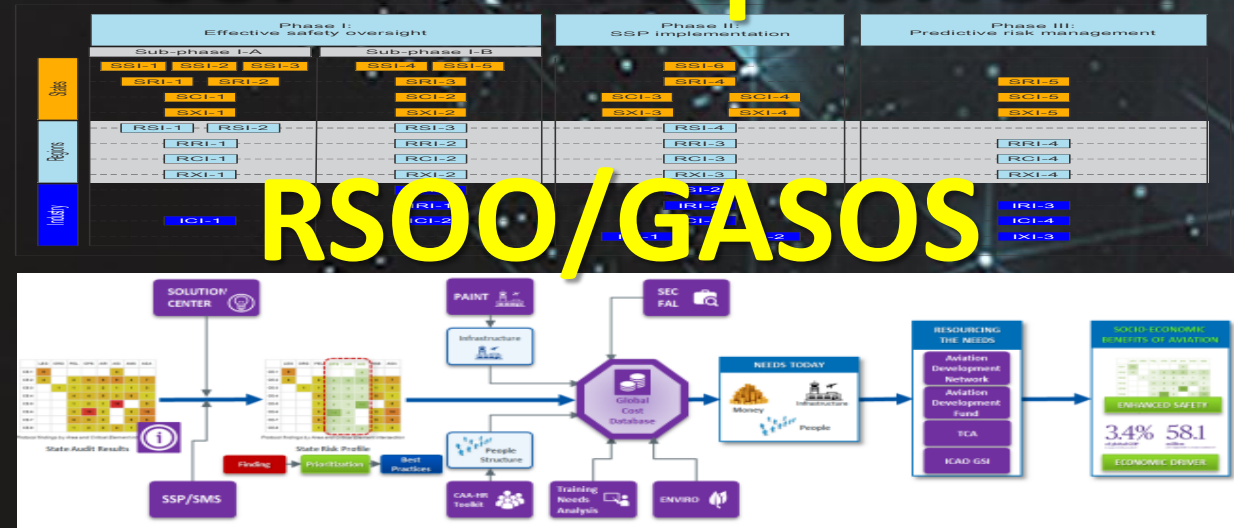 Phase I:
Effective safety oversight
Phase II:
SSP implementation
Phase III:
Predictive risk management
Sub-phase I-A
Sub-phase I-B
States
SSI-1 SSI-2 SSI-3
SSI-4 SSI-5
SSI-6
SRI-1 SRI-2
SRI-3
SRI-4
SRI-5
SCI-1
SCI-2
SCI-3 SCI-4
SCI-5
SXI-1
SXI-2
SXI-3 SXI-4
SXI-5
Regions
RSI-1 RSI-2
RSI-3
RSI-4
RRI-1
RRI-2
RRI-3
RRI-4
RCI-1
RCI-2
RCI-3
RCI-4
RXI-1
RXI-2
RXI-3
RXI-4
Industry
IRI-3
ICI-1
ICI-4
IXI-3
RSOO/GASOS
SOLUTION
CENTER
PAINT
SEC
FAL
Infrastructure
State Audit Results
State Risk Profile
Finding
Prioritization
Best
Practices
SSP/SMS
People
Structure
CAA-HR
Toolkit
Global
Cost
Database
Training
Needs
Analysis
ENVIRO
NEEDS TODAY
Money
Infrastructure
People
RESOURCING
THE NEEDS
Aviation
Development
Network
Aviation
Development
Fund
TCA
ICAO GSI
SOCIO-ECONOMIC
BENEFITS OF AVIATION
ENHANCED SAFETY
3.4% 58.1
ECONOMIC DRIVER